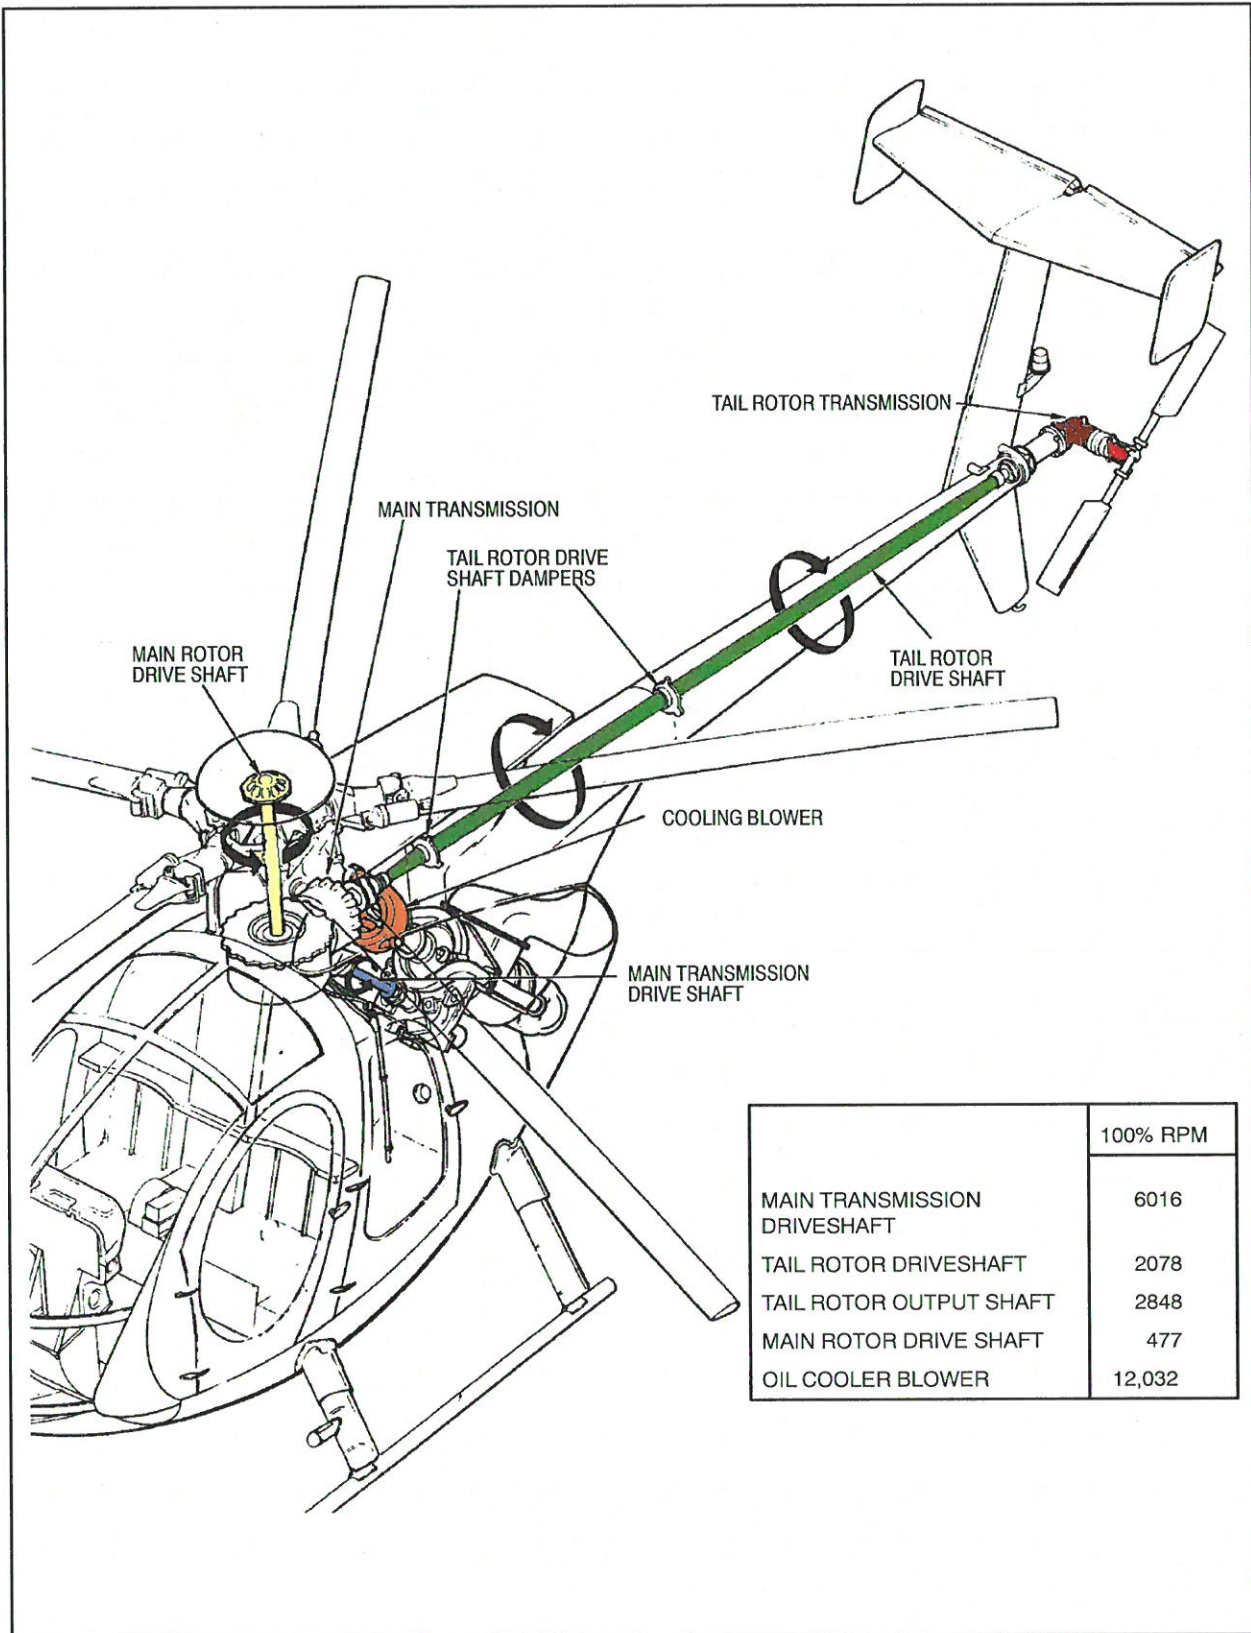 TAIL ROTOR TRANSMISSION
MAIN TRANSMISSION
TAIL ROTOR DRIVE
SHAFT DAMPERS
MAIN ROTOR
DRIVE SHAFT
TAIL ROTOR
DRIVE SHAFT
COOLING BLOWER
MAIN TRANSMISSION
DRIVE SHAFT
100% RPM
MAIN TRANSMISSION 6016
DRIVESHAFT
TAIL ROTOR DRIVESHAFT 2078
TAIL ROTOR OUTPUT SHAFT 2848
MAIN ROTOR DRIVE SHAFT 477
OIL COOLER BLOWER 12,032